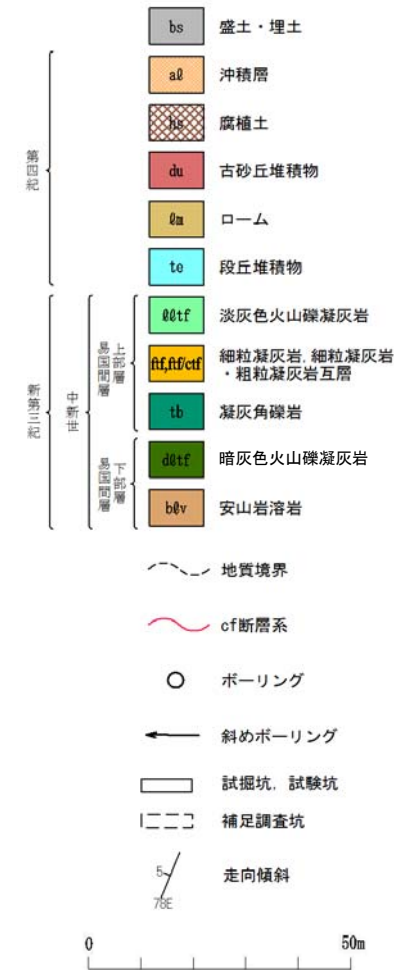 bs 盛土・埋土
aℓ 沖積層
hs 腐植土
du 古砂丘堆積物
ℓm ローム
te 段丘堆積物
第四紀
ℓℓtf 淡灰色火山礫凝灰岩
ftf,ftf/ctf 細粒凝灰岩,細粒凝灰岩
・粗粒凝灰岩互層
tb 凝灰角礫岩
易国間層
上部層
dℓtf 暗灰色火山礫凝灰岩
bℓv 安山岩溶岩
易国間層
下部層
中新世
新第三紀
地質境界
cf断層系
ボーリング
斜めボーリング
試掘坑,試験坑
補足調査坑
5
78E
走向傾斜
0 50m